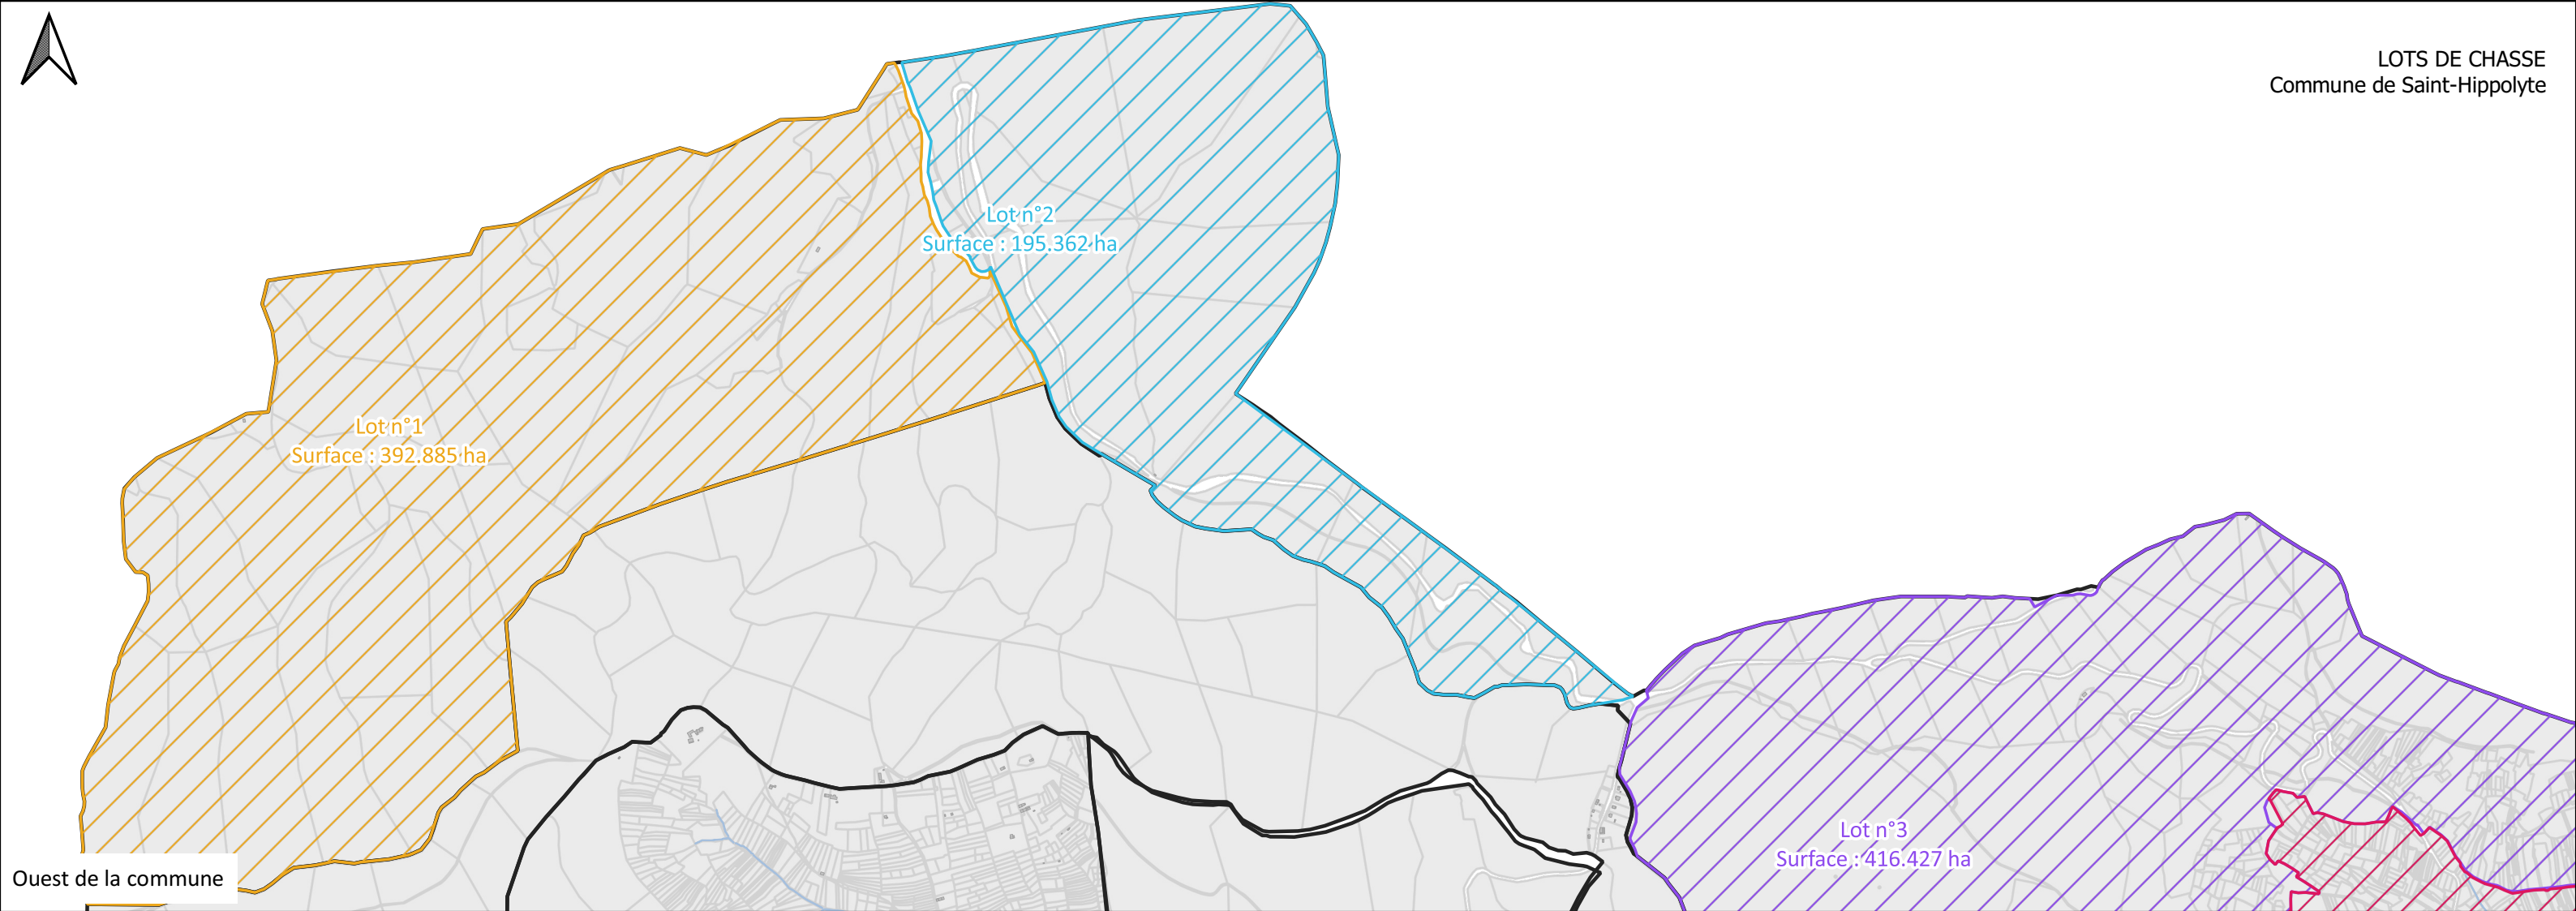 LOTS DE CHASSE
Commune de Saint-Hippolyte
Lot n°2
Surface : 195.362 ha
Lot n°1
Surface : 392.885 ha
Lot n°3
Surface : 416.427 ha
Ouest de la commune